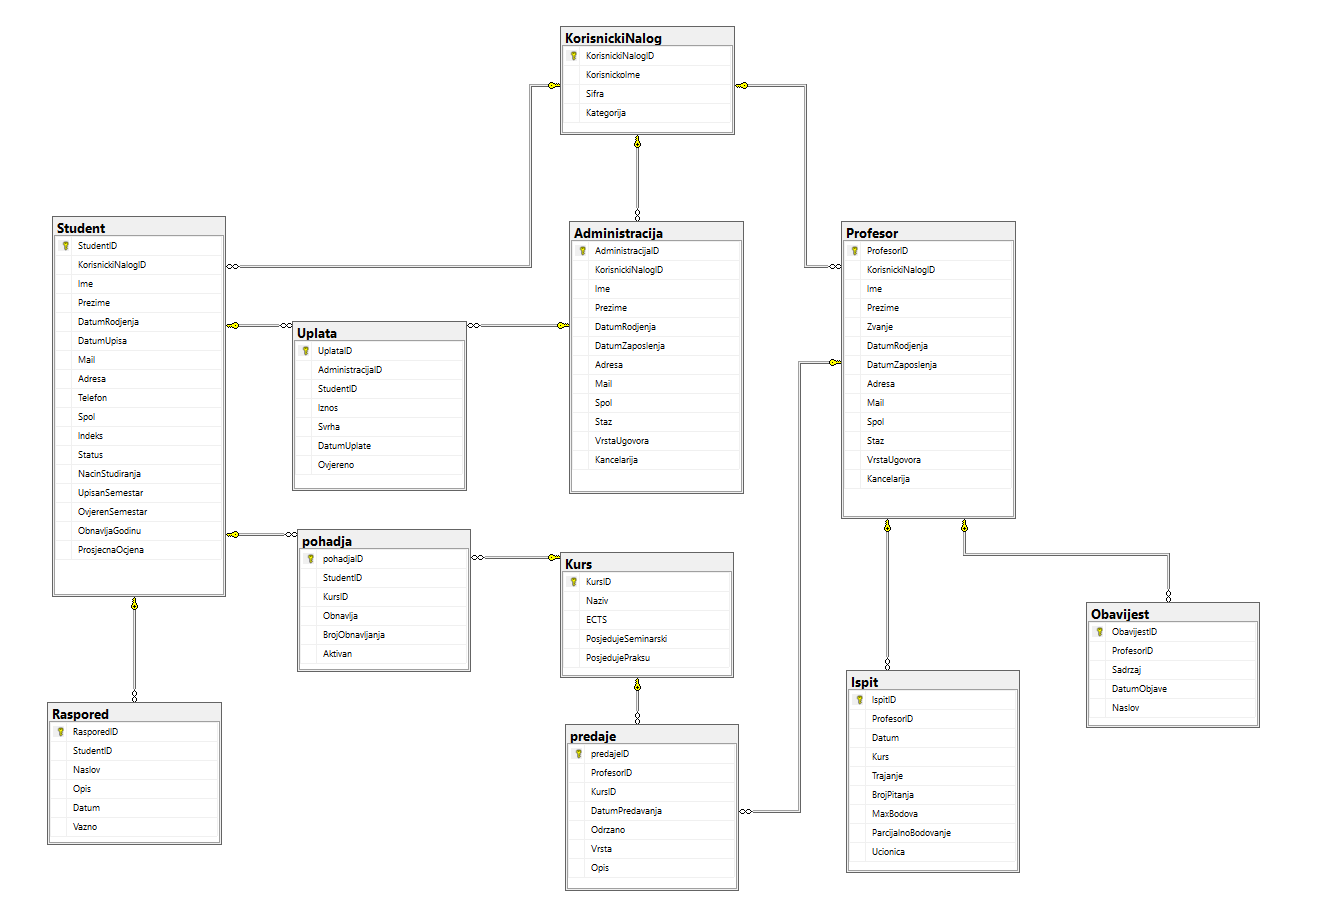 KorisnickiNalog
KorisnickiNalogID
KorisnickoIme
Sifra
Kategorija
Student
StudentID
KorisnickiNalogID
Ime
Prezime
DatumRodjenja
DatumUpisa
Mail
Adresa
Telefon
Spol
Indeks
Status
NacinStudiranja
UpisanSemestar
OvjerenSemestar
ObnavljaGodinu
ProsjecnaOcjena
Uplata
UplataID
AdministracijaID
StudentID
Iznos
Svrha
DatumUplate
Ovjereno
Administracija
AdministracijaID
KorisnickiNalogID
Ime
Prezime
DatumRodjenja
DatumZaposlenja
Adresa
Mail
Spol
Staz
VrstaUgovora
Kancelarija
Profesor
ProfesorID
KorisnickiNalogID
Ime
Prezime
Zvanje
DatumRodjenja
DatumZaposlenja
Adresa
Mail
Spol
Staz
VrstaUgovora
Kancelarija
pohadja
pohadjaID
StudentID
KursID
Obnavlja
BrojObnavljanja
Aktivan
Kurs
KursID
Naziv
ECTS
PosjedujeSeminarski
PosjedujePraksu
Obavijest
ObavijestID
ProfesorID
Sadrzaj
DatumObjave
Naslov
Raspored
RasporedID
StudentID
Naslov
Opis
Datum
Vazno
predaje
predajeID
ProfesorID
KursID
DatumPredavanja
Odrzano
Vrsta
Opis
Ispit
IspitID
ProfesorID
Datum
Kurs
Trajanje
BrojPitanja
MaxBodova
ParcijalnoBodovanje
Ucionica